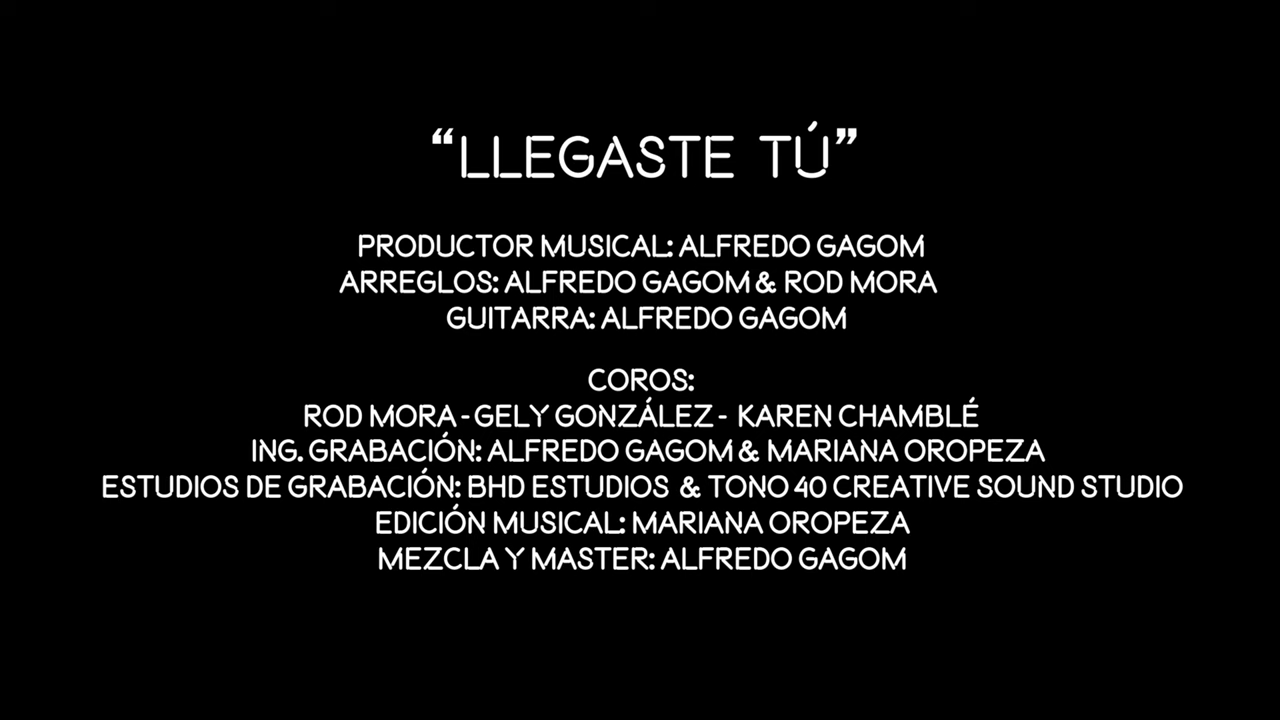 “LLEGASTE TÚ”
PRODUCTOR MUSICAL: ALFREDO GAGOM
ARREGLOS: ALFREDO GAGOM & ROD MORA
GUITARRA: ALFREDO GAGOM
COROS:
ROD MORA - GELY GONZÁLEZ - KAREN CHAMBLÉ
ING. GRABACIÓN: ALFREDO GAGOM & MARIANA OROPEZA
ESTUDIOS DE GRABACIÓN: BHD ESTUDIOS & TONO 40 CREATIVE SOUND STUDIO
EDICIÓN MUSICAL: MARIANA OROPEZA
MEZCLA Y MASTER: ALFREDO GAGOM